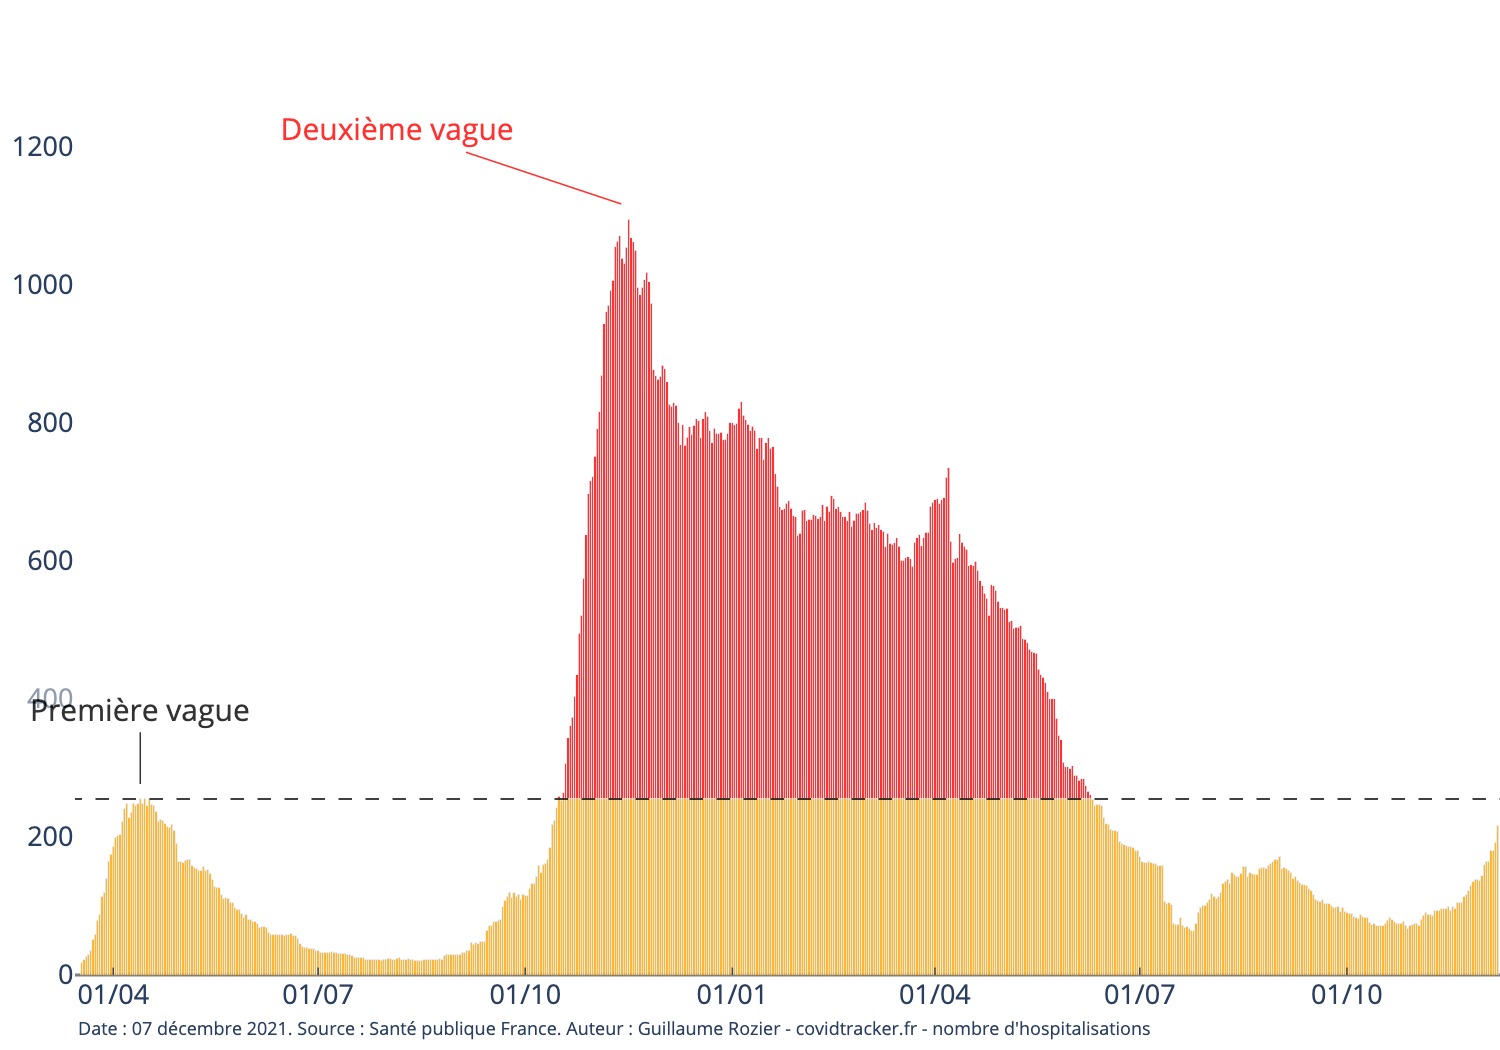 Deuxième vague
1200
1000
800
600
400
Première vague
200
0
01/04 01/07 01/10 01/01 01/04 01/07 01/10
Date : 07 décembre 2021. Source : Santé publique France. Auteur : Guillaume Rozier - covidtracker.fr - nombre d'hospitalisations